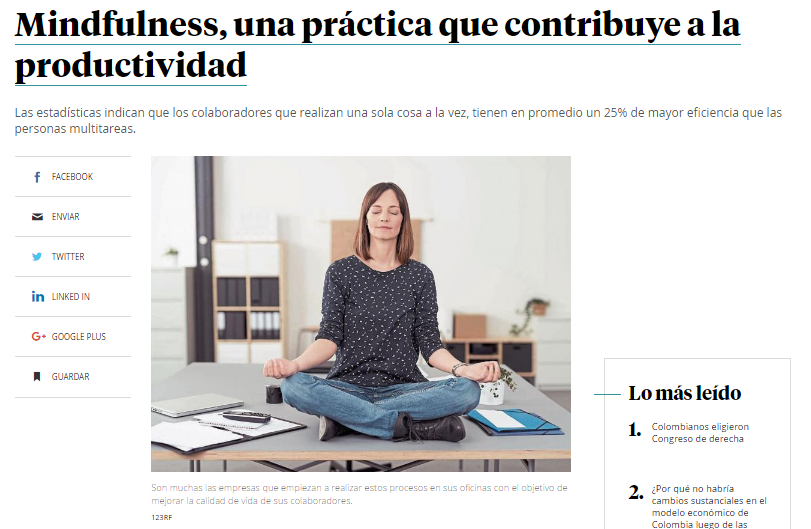 Mindfulness, una práctica que contribuye a la
productividad
Las estadísticas indican que los colaboradores que realizan una sola cosa a la vez, tienen en promedio un 25% de mayor eficiencia que las
personas multitareas.
FACEBOOK
ENVIAR
TWITTER
LINKED IN
GOOGLE PLUS
GUARDAR
Son muchas las empresas que empiezan a realizar estos procesos en sus oficinas con el objetivo de
mejorar la calidad de vida de sus colaboradores.
123RF
Lo más leído
1. Colombianos eligieron
Congreso de derecha
2. ¿Por qué no habría
cambios sustanciales en el
modelo económico de
Colombia luego de las